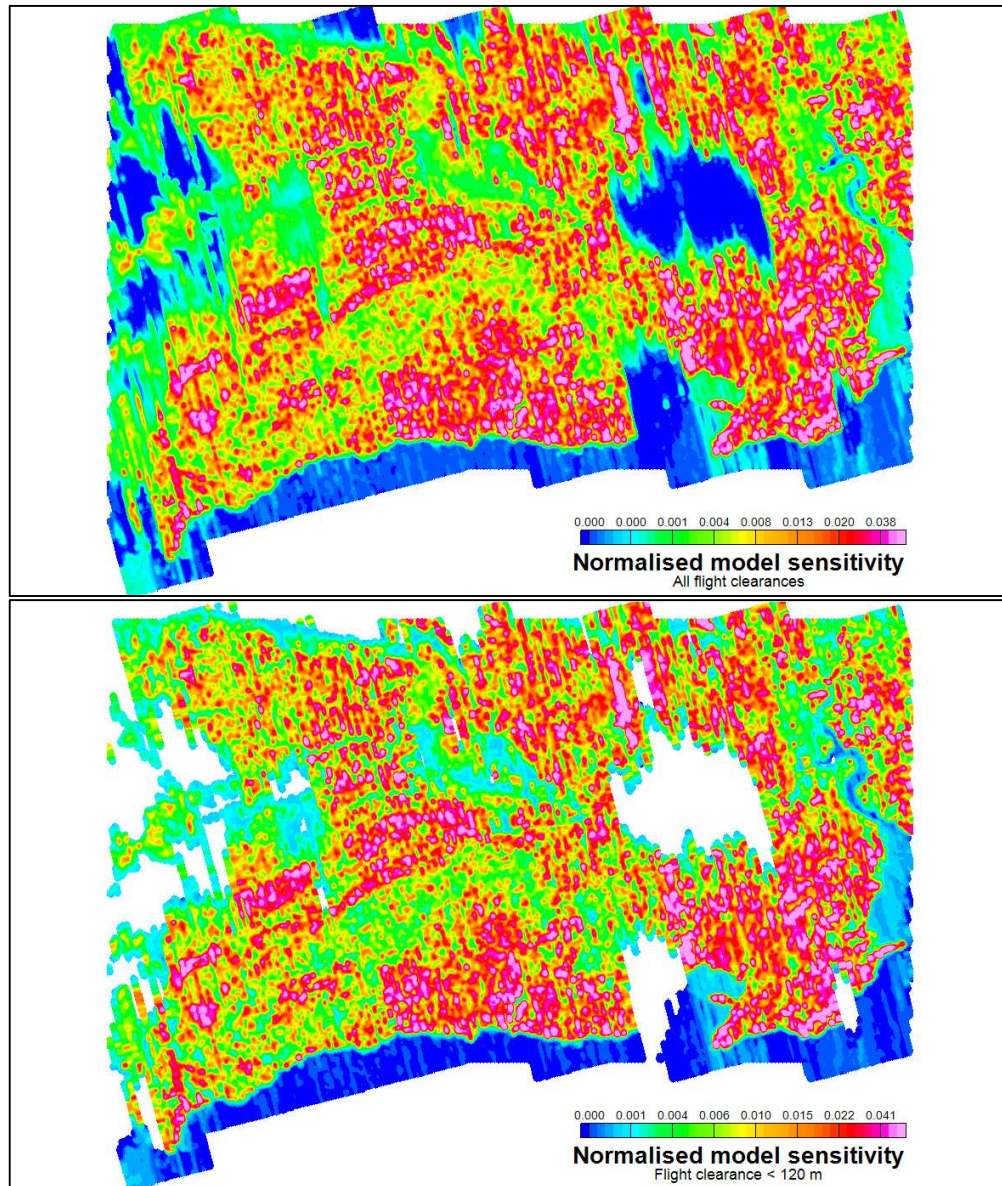 0.000 0.000 0.001 0.004 0.008 0.013 0.020 0.038
Normalised model sensitivity
All flight clearances
0.000 0.001 0.004 0.006 0.010 0.015 0.022 0.041
Normalised model sensitivity
Flight clearance < 120 m